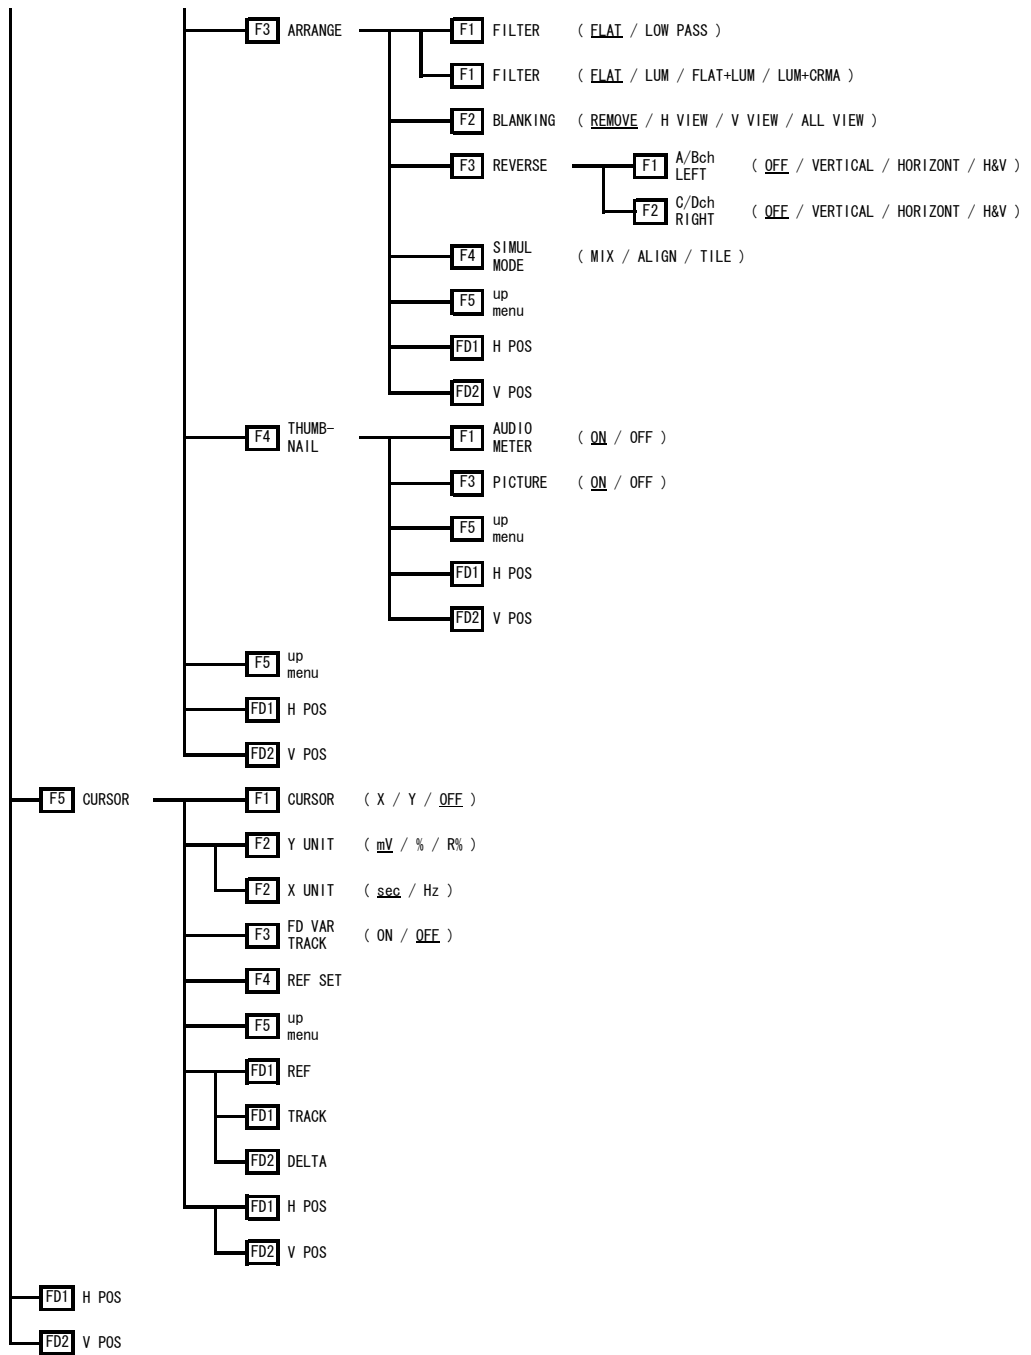 F3 ARRANGE F1 FILTER ( FLAT / LOW PASS )
F1 FILTER ( FLAT / LUM / FLAT+LUM / LUM+CRMA )
F2 BLANKING ( REMOVE / H VIEW / V VIEW / ALL VIEW )
F3 REVERSE F1 A/Bch
LEFT ( OFF / VERTICAL / HORIZONT / H&V )
F2 C/Dch
RIGHT ( OFF / VERTICAL / HORIZONT / H&V )
F4 SIMUL
MODE ( MIX / ALIGN / TILE )
F5 up
menu
FD1 H POS
FD2 V POS
F4 THUMB-
NAIL
F1 AUDIO
METER ( ON / OFF )
F3 PICTURE ( ON / OFF )
F5 up
menu
FD1 H POS
FD2 V POS
F5 up
menu
FD1 H POS
FD2 V POS
F5 CURSOR F1 CURSOR ( X / Y / OFF )
F2 Y UNIT ( mV / % / R% )
F2 X UNIT ( sec / Hz )
F3 FD VAR
TRACK ( ON / OFF )
F4 REF SET
F5 up
menu
FD1 REF
FD1 TRACK
FD2 DELTA
FD1 H POS
FD2 V POS
FD1 H POS
FD2 V POS